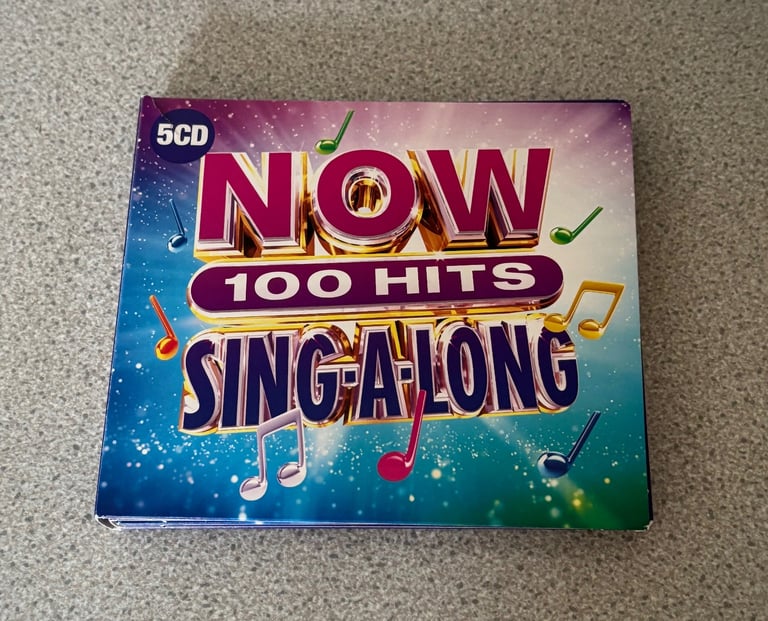 5CD
NOW
100 HITS
SING-A-LONG